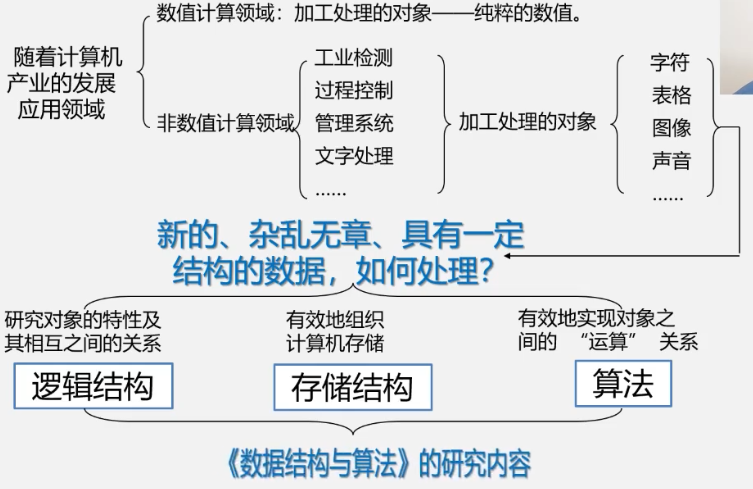 数值计算领域：加工处理的对象——纯粹的数值。
随着计算机
产业的发展
应用领域
非数值计算领域
工业检测
过程控制
管理系统
文字处理
......
加工处理的对象
字符
表格
图像
声音
......
新的、杂乱无章、具有一定
结构的数据，如何处理？
研究对象的特性及
其相互之间的关系
逻辑结构
有效地组织
计算机存储
存储结构
有效地实现对象之
间的 “运算” 关系
算法
《数据结构与算法》的研究内容